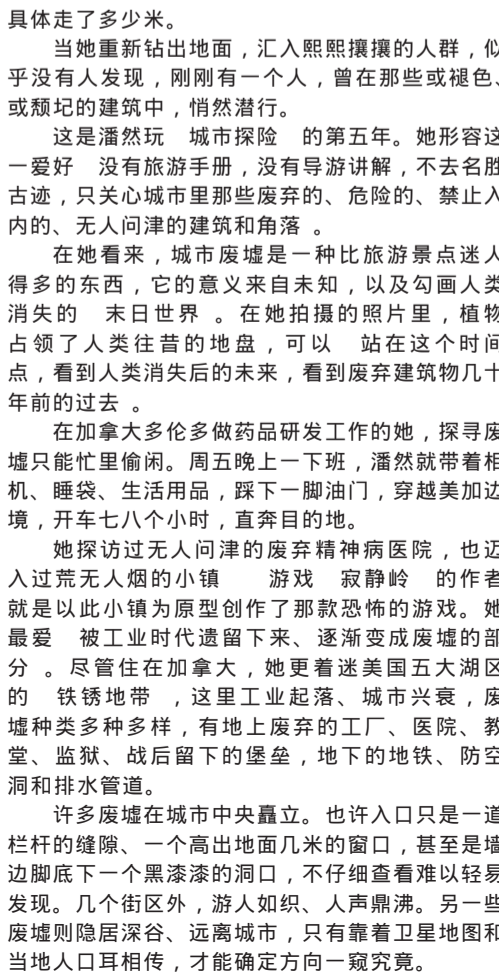 具体走了多少米。
当她重新钻出地面，汇入熙熙攘攘的人群，似
乎没有人发现，刚刚有一个人，曾在那些或褪色、
或颓圮的建筑中，悄然潜行。
这是潘然玩 城市探险 的第五年。她形容这
一爱好 没有旅游手册，没有导游讲解，不去名胜
古迹，只关心城市里那些废弃的、危险的、禁止入
内的、无人问津的建筑和角落 。
在她看来，城市废墟是一种比旅游景点迷人
得多的东西，它的意义来自未知，以及勾画人类
消失的 末日世界 。在她拍摄的照片里，植物
占领了人类往昔的地盘，可以 站在这个时间
点，看到人类消失后的未来，看到废弃建筑物几十
年前的过去 。
在加拿大多伦多做药品研发工作的她，探寻废
墟只能忙里偷闲。周五晚上一下班，潘然就带着相
机、睡袋、生活用品，踩下一脚油门，穿越美加边
境，开车七八个小时，直奔目的地。
她探访过无人问津的废弃精神病医院，也迈
入过荒无人烟的小镇 游戏 寂静岭 的作者
就是以此小镇为原型创作了那款恐怖的游戏。她
最爱 被工业时代遗留下来、逐渐变成废墟的部
分 。尽管住在加拿大，她更着迷美国五大湖区
的 铁锈地带 ，这里工业起落、城市兴衰，废
墟种类多种多样，有地上废弃的工厂、医院、教
堂、监狱、战后留下的堡垒，地下的地铁、防空
洞和排水管道。
许多废墟在城市中央矗立。也许入口只是一道
栏杆的缝隙、一个高出地面几米的窗口，甚至是墙
边脚底下一个黑漆漆的洞口，不仔细查看难以轻易
发现。几个街区外，游人如织、人声鼎沸。另一些
废墟则隐居深谷、远离城市，只有靠着卫星地图和
当地人口耳相传，才能确定方向一窥究竟。